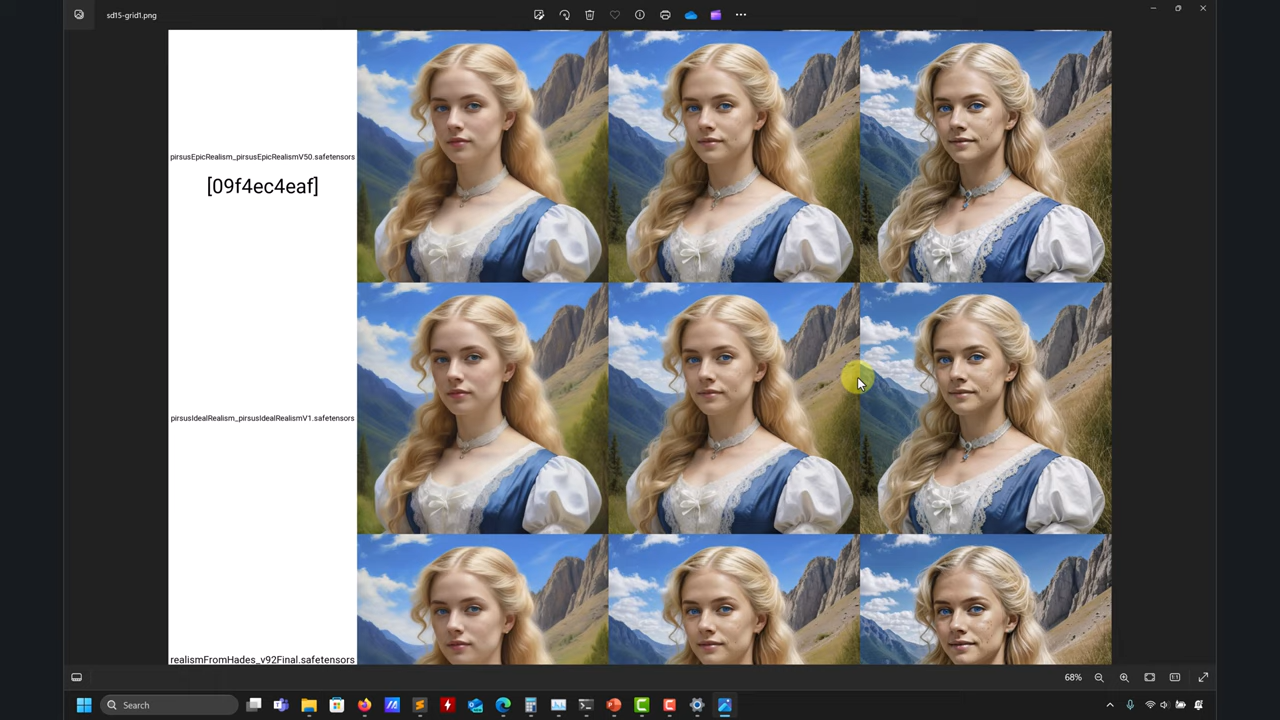 sd15-grid1.png
pirsusEpicRealism_pirsusEpicRealismV50.safetensors
[09f4ec4eaf]
pirsusIdealRealism_pirsusIdealRealismV1.safetensors
realismFromHades_v92Final.safetensors
68%
Search